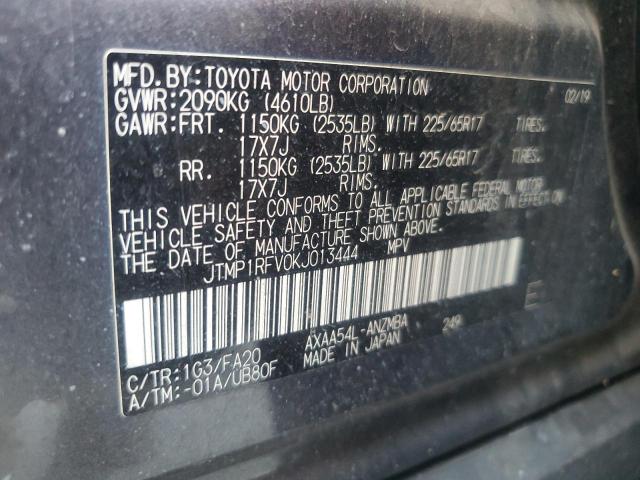 MFD.BY:TOYOTA MOTOR CORPORATION 02/19
GVWR:2090KG (4610LB)
GAWR:FRT. 1150KG (2535LB) WITH 225/65R17 TIRES.
17X7J RIMS.
RR. 1150KG (2535LB) WITH 225/65R17 TIRES.
17X7J RIMS.
THIS VEHICLE CONFORMS TO ALL APPLICABLE FEDERAL MOTOR
VEHICLE SAFETY AND THEFT PREVENTION STANDARDS IN EFFECT ON
THE DATE OF MANUFACTURE SHOWN ABOVE.
JTMP1RFV0KJ013444 MPV
C/TR:1G3/FA20 AXAA54L-ANZMBA 249
A/TM:-01A/UB80F MADE IN JAPAN